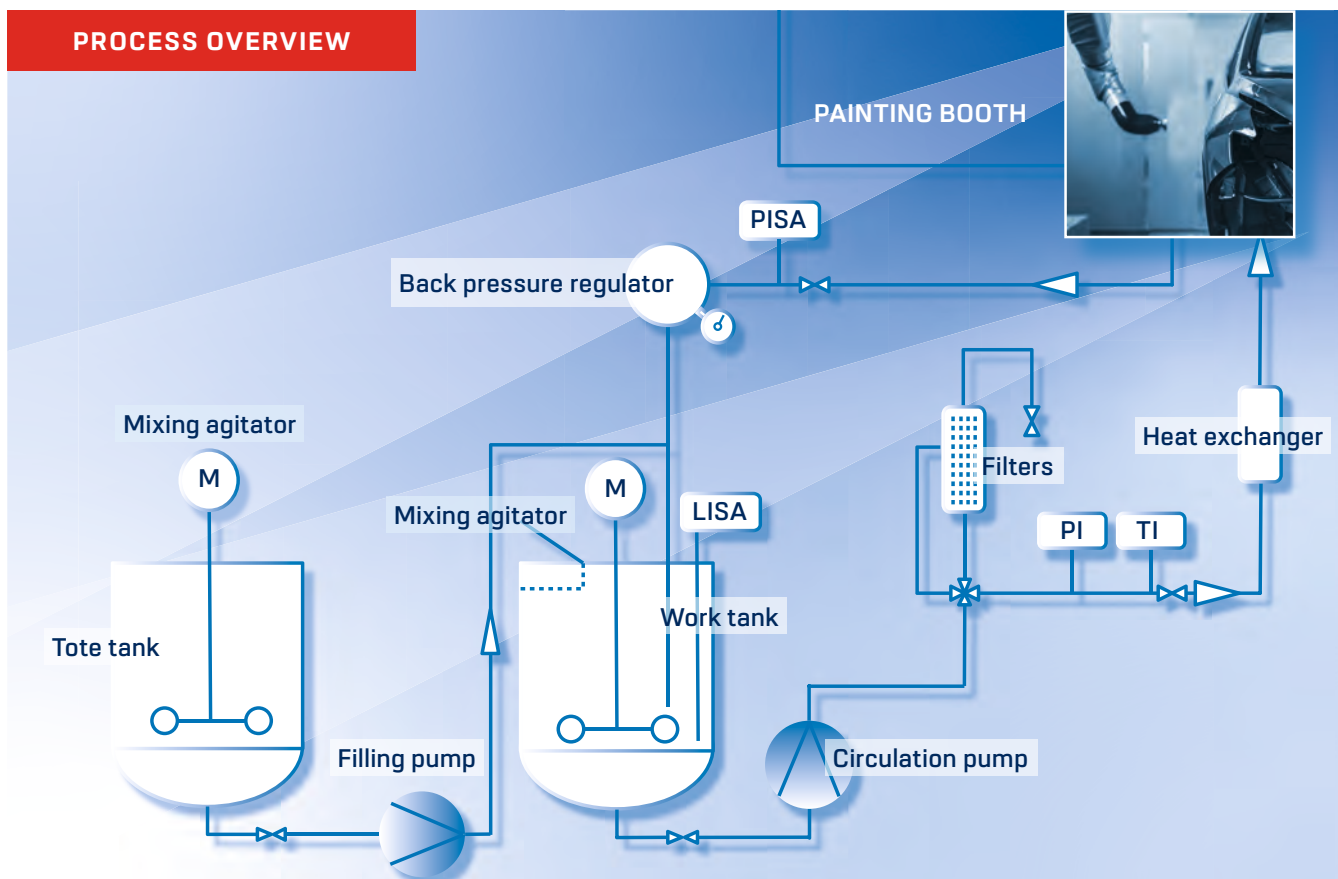 PROCESS OVERVIEW
PAINTING BOOTH
PISA
Back pressure regulator
Mixing agitator
M
Heat exchanger
Filters
M
Mixing agitator
LISA
PI
TI
Work tank
Tote tank
Filling pump
Circulation pump